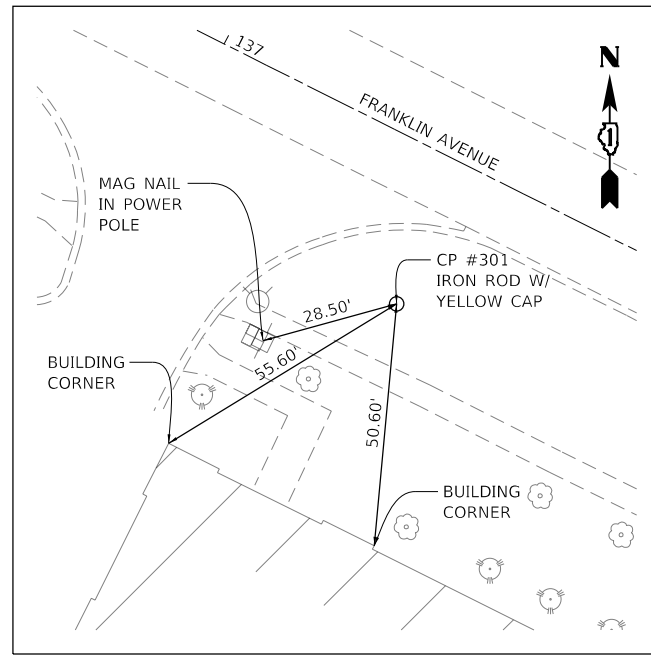 137
FRANKLIN AVENUE
N
1
MAG NAIL
IN POWER
POLE
CP #301
IRON ROD W/
YELLOW CAP
28.50'
55.60'
BUILDING
CORNER
50.60'
BUILDING
CORNER